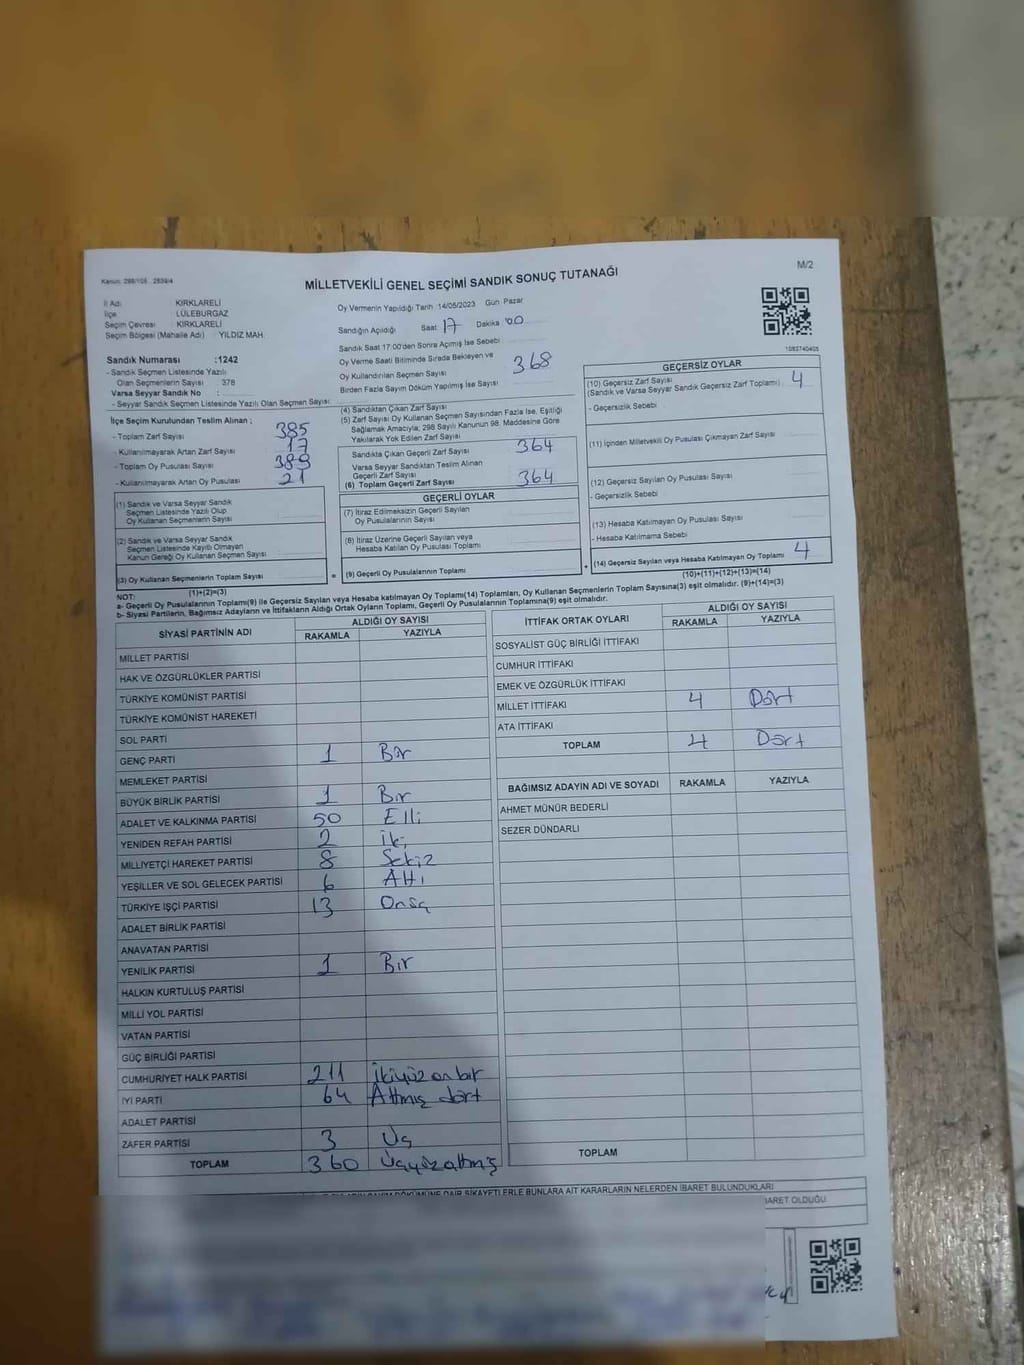 Kanun: 298/105 , 2839/4
MİLLETVEKİLİ GENEL SEÇİMİ SANDIK SONUÇ TUTANAĞI
M/2
İl Adı : KIRKLARELİ
İlçe : LÜLEBURGAZ
Seçim Çevresi : KIRKLARELİ
Seçim Bölgesi (Mahalle Adı) : YILDIZ MAH.
Oy Vermenin Yapıldığı Tarih :14/05/2023 Gün Pazar
Sandığın Açıldığı Saat 17 Dakika 00
Sandık Saat 17:00'den Sonra Açılmış İse Sebebi
Oy Verme Saati Bitiminde Sırada Bekleyen ve
Oy Kullandırılan Seçmen Sayısı 368
Birden Fazla Sayım Döküm Yapılmış İse Sayısı
1083740405
Sandık Numarası :1242
- Sandık Seçmen Listesinde Yazılı
Olan Seçmenlerin Sayısı : 378
Varsa Seyyar Sandık No :
- Seyyar Sandık Seçmen Listesinde Yazılı Olan Seçmen Sayısı:
İlçe Seçim Kurulundan Teslim Alınan ;
- Toplam Zarf Sayısı 385
- Kullanılmayarak Artan Zarf Sayısı 17
- Toplam Oy Pusulası Sayısı 389
- Kullanılmayarak Artan Oy Pusulası 21
(4) Sandıktan Çıkan Zarf Sayısı
(5) Zarf Sayısı Oy Kullanan Seçmen Sayısından Fazla İse, Eşitliği
Sağlamak Amacıyla, 298 Sayılı Kanunun 98. Maddesine Göre
Yakılarak Yok Edilen Zarf Sayısı
Sandıkta Çıkan Geçerli Zarf Sayısı 364
Varsa Seyyar Sandıktan Teslim Alınan
Geçerli Zarf Sayısı
(6) Toplam Geçerli Zarf Sayısı 364
GEÇERSİZ OYLAR
(10) Geçersiz Zarf Sayısı
(Sandık ve Varsa Seyyar Sandık Geçersiz Zarf Toplamı) 4
- Geçersizlik Sebebi
(11) İçinden Milletvekili Oy Pusulası Çıkmayan Zarf Sayısı
(12) Geçersiz Sayılan Oy Pusulası Sayısı
- Geçersizlik Sebebi
(13) Hesaba Katılmayan Oy Pusulası Sayısı
- Hesaba Katılmama Sebebi
(14) Geçersiz Sayılan veya Hesaba Katılmayan Oy Toplamı 4
(10)+(11)+(12)+(13)=(14)
(1) Sandık ve Varsa Seyyar Sandık
Seçmen Listesinde Yazılı Olup
Oy Kullanan Seçmenlerin Sayısı
(2) Sandık ve Varsa Seyyar Sandık
Seçmen Listesinde Kayıtlı Olmayan
Kanun Gereği Oy Kullanan Seçmen Sayısı
(3) Oy Kullanan Seçmenlerin Toplam Sayısı
(1)+(2)=(3)
GEÇERLİ OYLAR
(7) İtiraz Edilmeksizin Geçerli Sayılan
Oy Pusulalarının Sayısı
(8) İtiraz Üzerine Geçerli Sayılan veya
Hesaba Katılan Oy Pusulası Toplamı
= (9) Geçerli Oy Pusulalarının Toplamı +
NOT:
a- Geçerli Oy Pusulalarının Toplamı(9) ile Geçersiz Sayılan veya Hesaba katılmayan Oy Toplamı(14) Toplamları, Oy Kullanan Seçmenlerin Toplam Sayısına(3) eşit olmalıdır. (9)+(14)=(3)
b- Siyasi Partilerin, Bağımsız Adayların ve İttifakların Aldığı Ortak Oyların Toplamı, Geçerli Oy Pusulalarının Toplamına(9) eşit olmalıdır.
SİYASİ PARTİNİN ADI ALDIĞI OY SAYISI
RAKAMLA YAZIYLA
MİLLET PARTİSİ
HAK VE ÖZGÜRLÜKLER PARTİSİ
TÜRKİYE KOMÜNİST PARTİSİ
TÜRKİYE KOMÜNİST HAREKETİ
SOL PARTİ
GENÇ PARTİ 1 Bir
MEMLEKET PARTİSİ
BÜYÜK BİRLİK PARTİSİ 1 Bir
ADALET VE KALKINMA PARTİSİ 50 Elli
YENİDEN REFAH PARTİSİ 2 İki
MİLLİYETÇİ HAREKET PARTİSİ 8 Sekiz
YEŞİLLER VE SOL GELECEK PARTİSİ 6 Altı
TÜRKİYE İŞÇİ PARTİSİ 13 Onüç
ADALET BİRLİK PARTİSİ
ANAVATAN PARTİSİ
YENİLİK PARTİSİ 1 Bir
HALKIN KURTULUŞ PARTİSİ
MİLLİ YOL PARTİSİ
VATAN PARTİSİ
GÜÇ BİRLİĞİ PARTİSİ
CUMHURİYET HALK PARTİSİ 211 İkiyüz on bir
İYİ PARTİ 64 Altmış dört
ADALET PARTİSİ
ZAFER PARTİSİ 3 Üç
TOPLAM 360 Üçyüzaltmış
İTTİFAK ORTAK OYLARI ALDIĞI OY SAYISI
RAKAMLA YAZIYLA
SOSYALİST GÜÇ BİRLİĞİ İTTİFAKI
CUMHUR İTTİFAKI
EMEK VE ÖZGÜRLÜK İTTİFAKI
MİLLET İTTİFAKI 4 Dört
ATA İTTİFAKI
TOPLAM 4 Dört
BAĞIMSIZ ADAYIN ADI VE SOYADI RAKAMLA YAZIYLA
AHMET MÜNÜR BEDERLİ
SEZER DÜNDARLI
TOPLAM
DÖKÜMÜNE DAİR ŞİKAYETLERLE BUNLARA AİT KARARLARIN NELERDEN İBARET BULUNDUKLARI
İBARET OLDUĞU